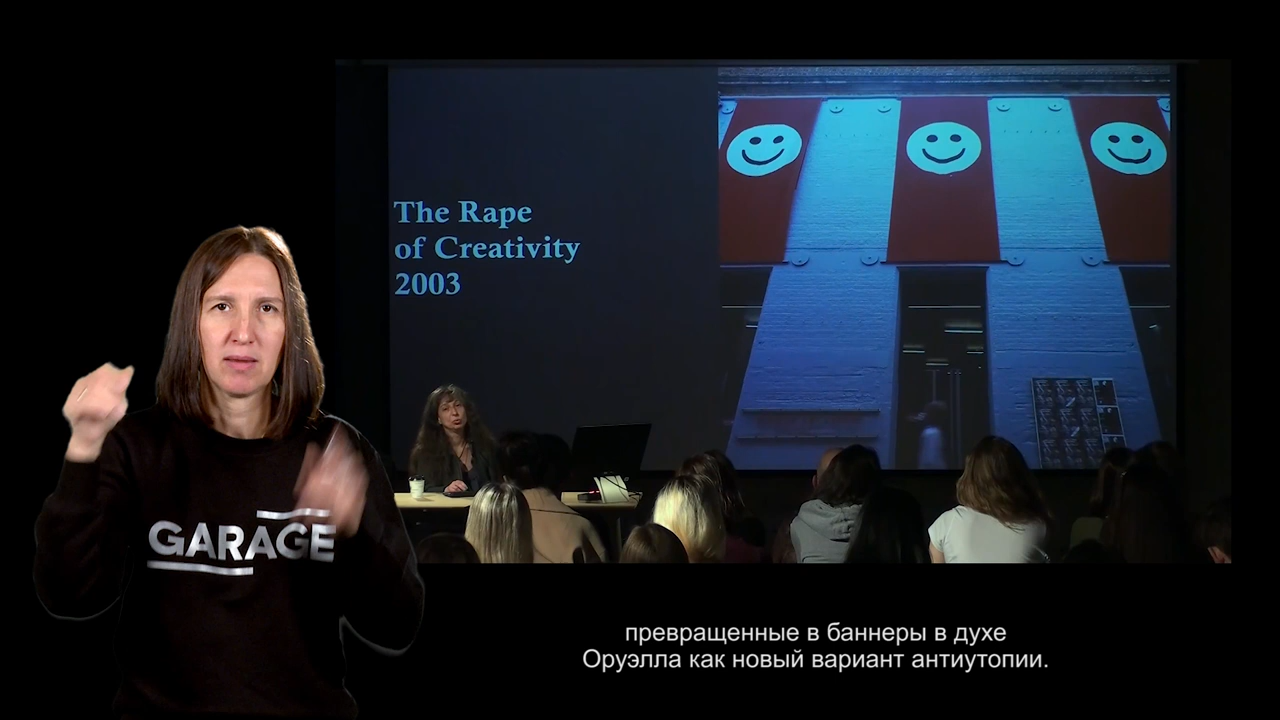 The Rape
of Creativity
2003
GARAGE
превращенные в баннеры в духе
Оруэлла как новый вариант антиутопии.